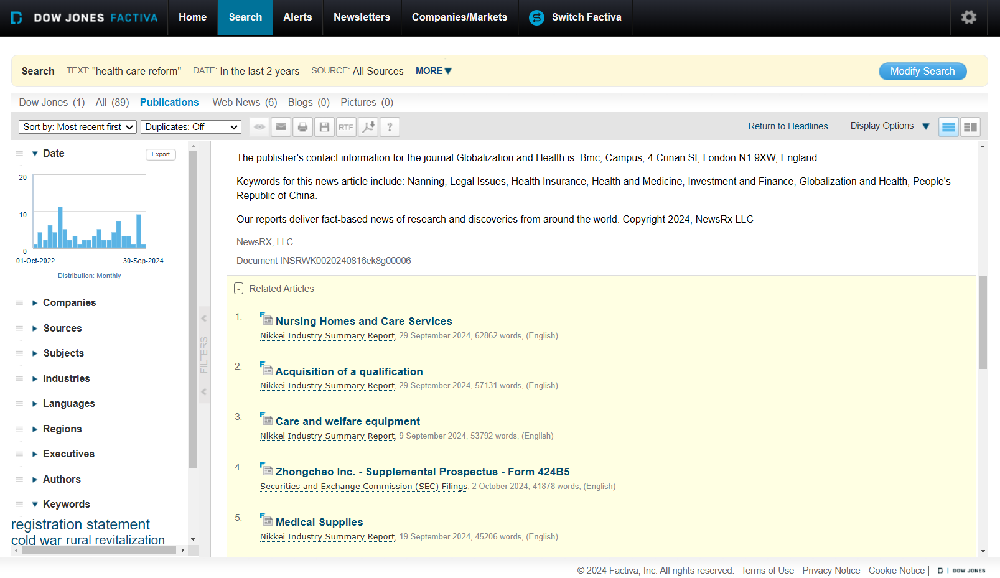 DOW JONES FACTIVA
Home
Search
Alerts
Newsletters
Companies/Markets
Switch Factiva
Search TEXT: "health care reform" DATE: In the last 2 years SOURCE: All Sources MORE
Modify Search
Dow Jones (1) All (89) Publications Web News (6) Blogs (0) Pictures (0)
Sort by: Most recent first
Duplicates: Off
RTF
?
Return to Headlines
Display Options
Date
Export
20
10
0
01-Oct-2022 30-Sep-2024
Distribution: Monthly
Companies
Sources
Subjects
Industries
Languages
Regions
Executives
Authors
Keywords
registration statement
cold war rural revitalization
FILTERS
The publisher's contact information for the journal Globalization and Health is: Bmc, Campus, 4 Crinan St, London N1 9XW, England.
Keywords for this news article include: Nanning, Legal Issues, Health Insurance, Health and Medicine, Investment and Finance, Globalization and Health, People's
Republic of China.
Our reports deliver fact-based news of research and discoveries from around the world. Copyright 2024, NewsRx LLC
NewsRX, LLC
Document INSRWK0020240816ek8g00006
- Related Articles
1. Nursing Homes and Care Services
Nikkei Industry Summary Report, 29 September 2024, 62862 words, (English)
2. Acquisition of a qualification
Nikkei Industry Summary Report, 29 September 2024, 57131 words, (English)
3. Care and welfare equipment
Nikkei Industry Summary Report, 9 September 2024, 53792 words, (English)
4. Zhongchao Inc. - Supplemental Prospectus - Form 424B5
Securities and Exchange Commission (SEC) Filings, 2 October 2024, 41878 words, (English)
5. Medical Supplies
Nikkei Industry Summary Report, 19 September 2024, 45206 words, (English)
© 2024 Factiva, Inc. All rights reserved. Terms of Use | Privacy Notice | Cookie Notice | DOW JONES